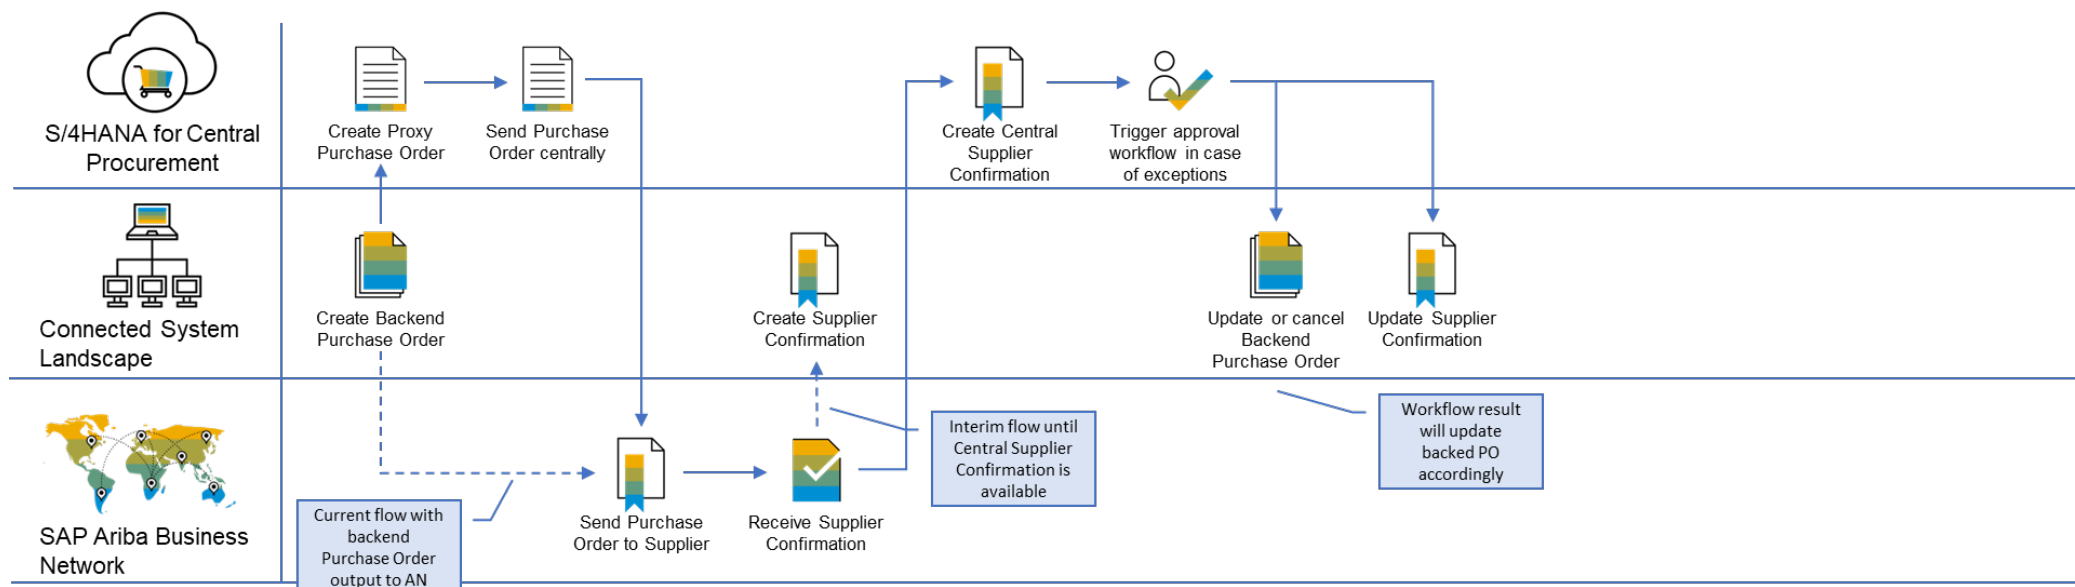 S/4HANA for Central
Procurement
Create Proxy
Purchase Order
Send Purchase
Order centrally
Create Central
Supplier
Confirmation
Trigger approval
workflow in case
of exceptions
Connected System
Landscape
Create Backend
Purchase Order
Create Supplier
Confirmation
Update or cancel
Backend
Purchase Order
Update Supplier
Confirmation
SAP Ariba Business
Network
Current flow with
backend
Purchase Order
output to AN
Send Purchase
Order to Supplier
Receive Supplier
Confirmation
Interim flow until
Central Supplier
Confirmation is
available
Workflow result
will update
backed PO
accordingly